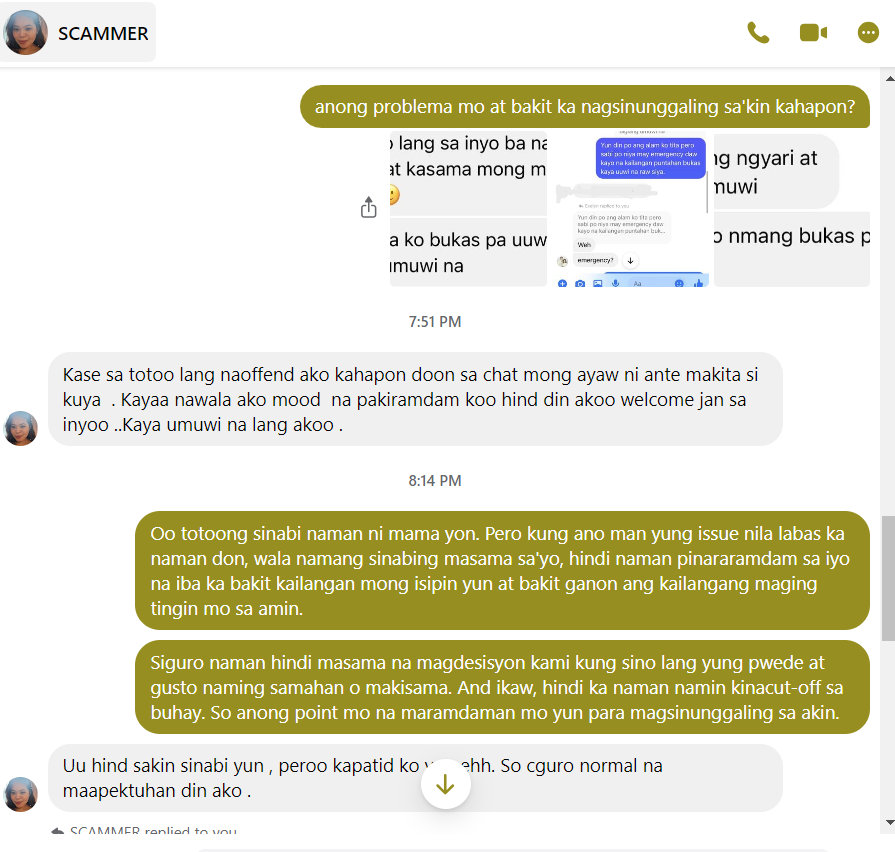 SCAMMER
anong problema mo at bakit ka nagsinunggaling sa'kin kahapon?
lang sa inyo ba na
at kasama mong m
a ko bukas pa uuw
umuwi na
Yun din po ang alam ko tita pero
sabi po niya may emergency daw
kayo na kailangan puntahan bukas
kaya uuwi na raw siya.
Evelyn replied to you
Yun din po ang alam ko tita pero
sabi po niya may emergency daw
kayo na kailangan puntahan buk...
Weh
emergency?
Aa
ng ngyari at
muwi
o nmang bukas p
7:51 PM
Kase sa totoo lang naoffend ako kahapon doon sa chat mong ayaw ni ante makita si
kuya . Kayaa nawala ako mood na pakiramdam koo hind din akoo welcome jan sa
inyoo ..Kaya umuwi na lang akoo .
8:14 PM
Oo totoong sinabi naman ni mama yon. Pero kung ano man yung issue nila labas ka
naman don, wala namang sinabing masama sa'yo, hindi naman pinararamdam sa iyo
na iba ka bakit kailangan mong isipin yun at bakit ganon ang kailangang maging
tingin mo sa amin.
Siguro naman hindi masama na magdesisyon kami kung sino lang yung pwede at
gusto naming samahan o makisama. And ikaw, hindi ka naman namin kinacut-off sa
buhay. So anong point mo na maramdaman mo yun para magsinunggaling sa akin.
Uu hind sakin sinabi yun , peroo kapatid ko ehh. So cguro normal na
maapektuhan din ako .
SCAMMER replied to you